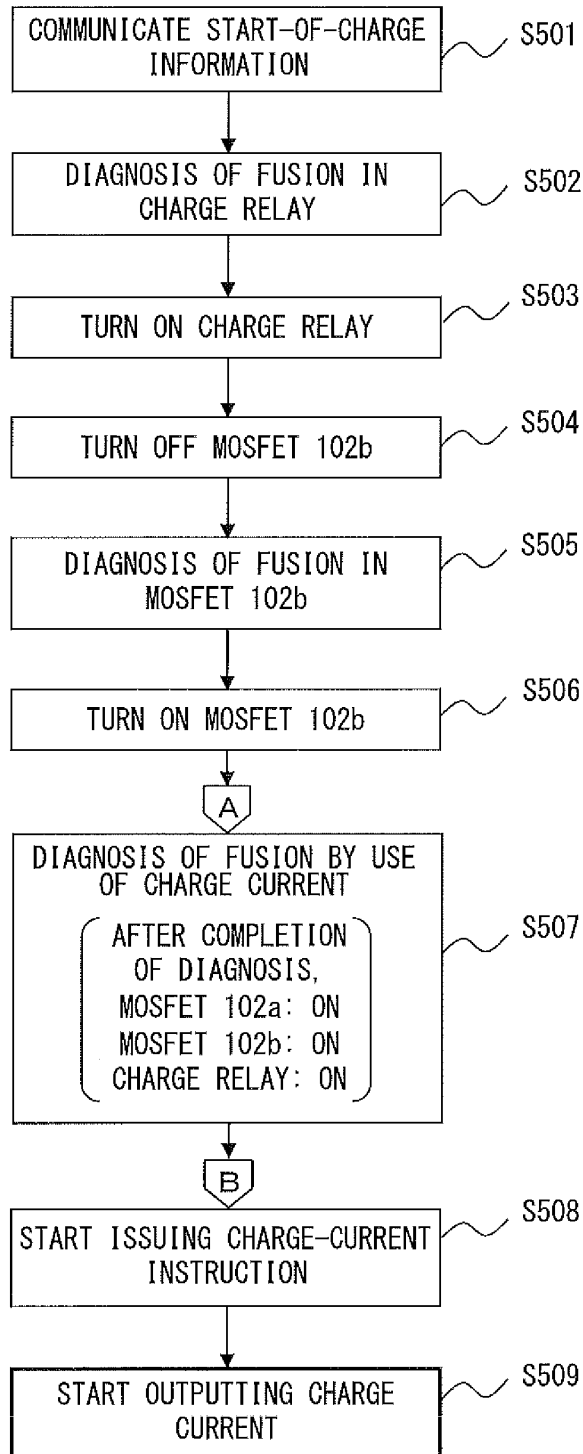 COMMUNICATE START-OF-CHARGE
INFORMATION
S501
DIAGNOSIS OF FUSION IN
CHARGE RELAY
S502
TURN ON CHARGE RELAY
S503
TURN OFF MOSFET 102b
S504
DIAGNOSIS OF FUSION IN
MOSFET 102b
S505
TURN ON MOSFET 102b
S506
A
DIAGNOSIS OF FUSION BY USE
OF CHARGE CURRENT
AFTER COMPLETION
OF DIAGNOSIS,
MOSFET 102a: ON
MOSFET 102b: ON
CHARGE RELAY: ON
S507
B
START ISSUING CHARGE-CURRENT
INSTRUCTION
S508
START OUTPUTTING CHARGE
CURRENT
S509